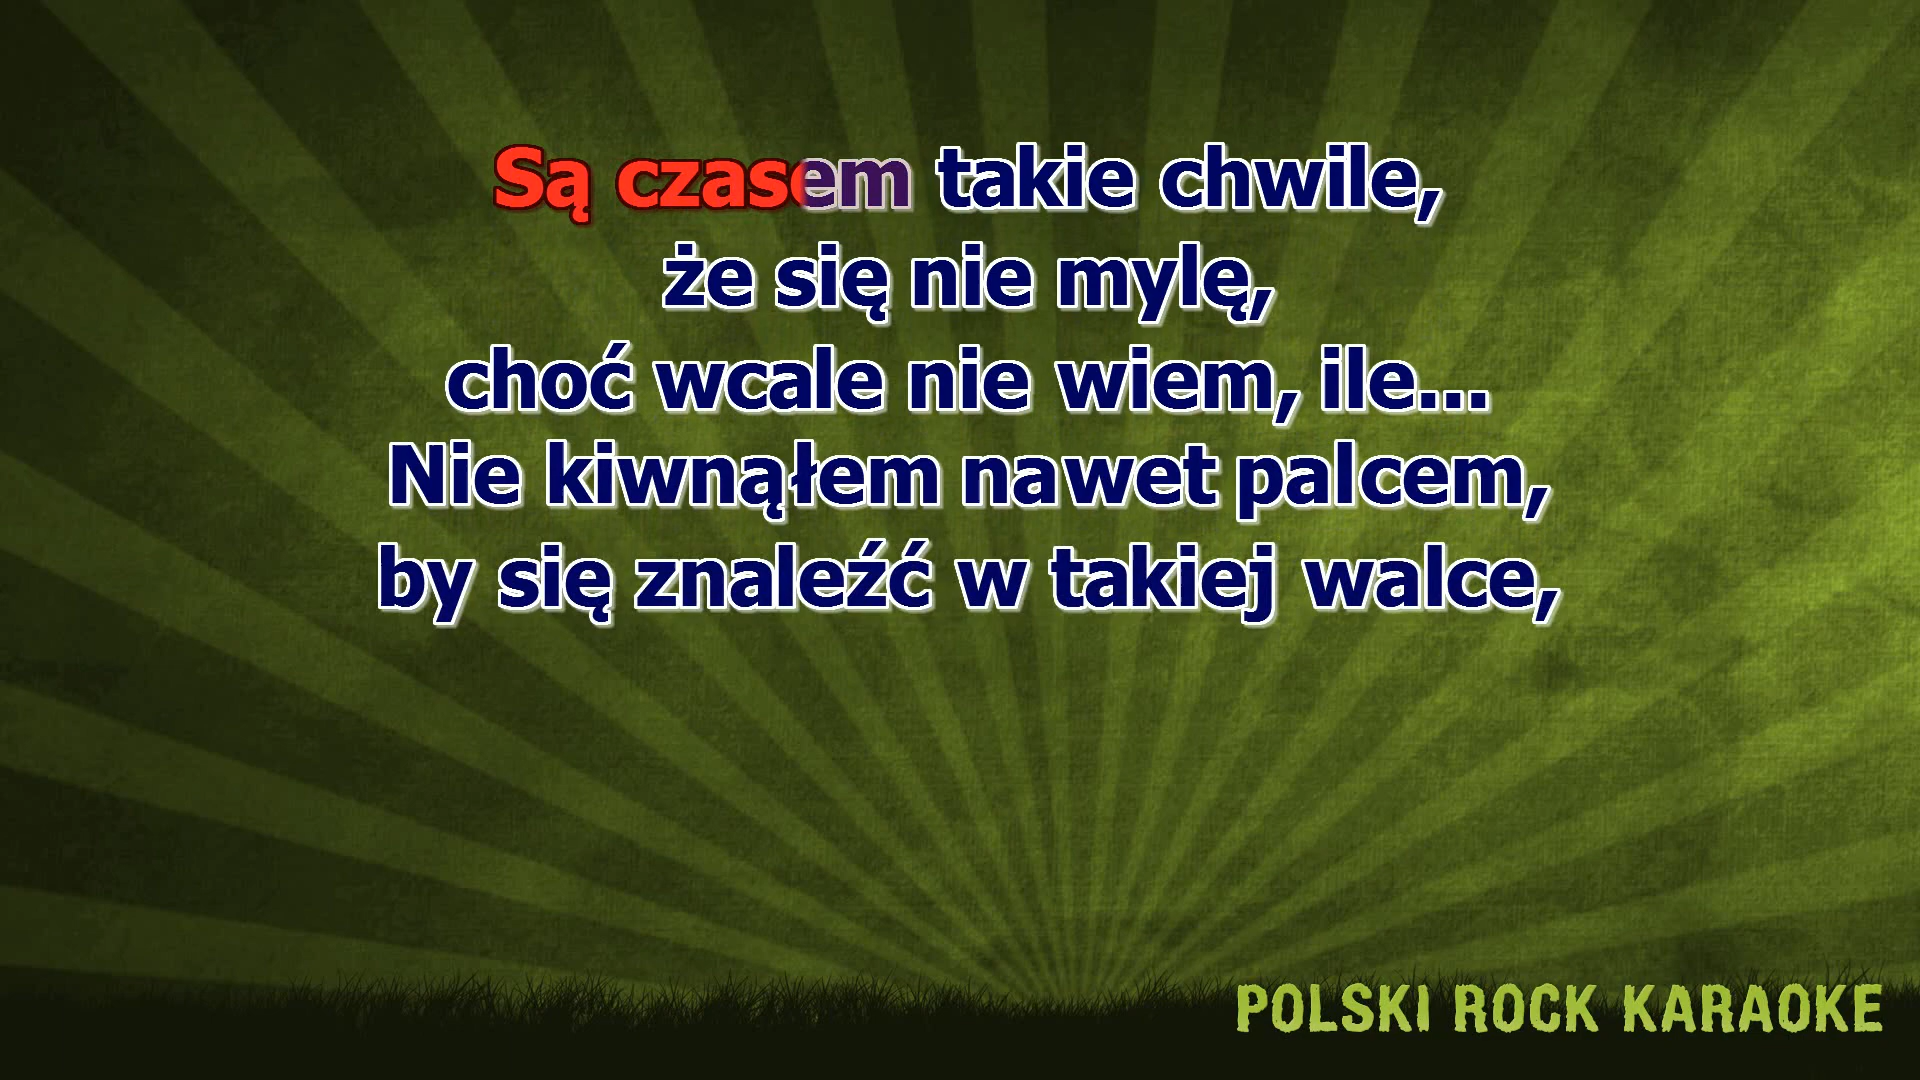 Są czasem takie chwile,
że się nie mylę,
choć wcale nie wiem, ile...
Nie kiwnąłem nawet palcem,
by się znaleźć w takiej walce,
POLSKI ROCK KARAOKE